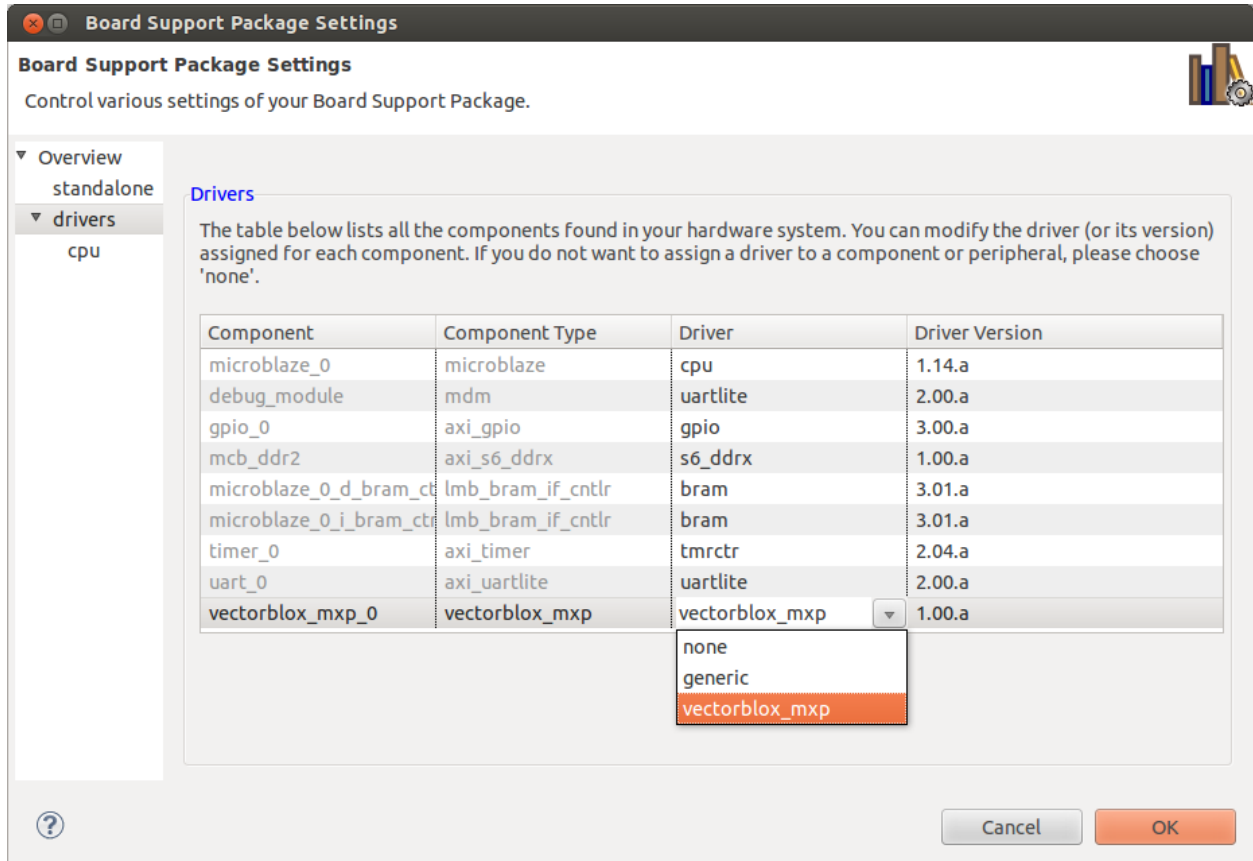 Board Support Package Settings
Board Support Package Settings
Control various settings of your Board Support Package.
Overview
standalone
drivers
cpu
Drivers
The table below lists all the components found in your hardware system. You can modify the driver (or its version)
assigned for each component. If you do not want to assign a driver to a component or peripheral, please choose
'none'.
Component Component Type Driver Driver Version
microblaze_0 microblaze cpu 1.14.a
debug_module mdm uartlite 2.00.a
gpio_0 axi_gpio gpio 3.00.a
mcb_ddr2 axi_s6_ddrx s6_ddrx 1.00.a
microblaze_0_d_bram_ct lmb_bram_if_cntlr bram 3.01.a
microblaze_0_i_bram_ctr lmb_bram_if_cntlr bram 3.01.a
timer_0 axi_timer tmrctr 2.04.a
uart_0 axi_uartlite uartlite 2.00.a
vectorblox_mxp_0 vectorblox_mxp vectorblox_mxp 1.00.a
none
generic
vectorblox_mxp
? Cancel OK